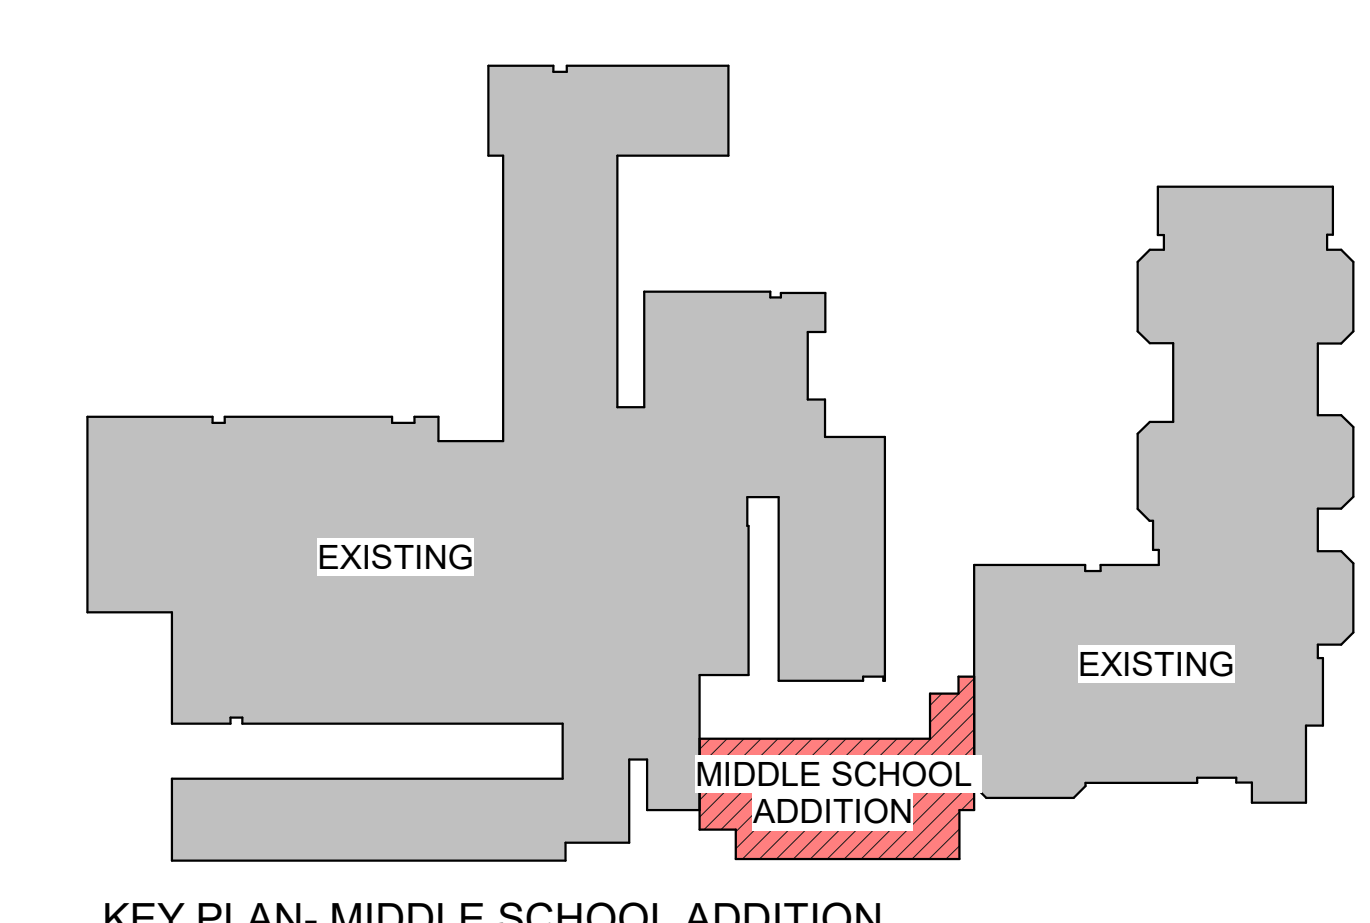 EXISTING
EXISTING
MIDDLE SCHOOL
ADDITION
KEY PLAN- MIDDLE SCHOOL ADDITION